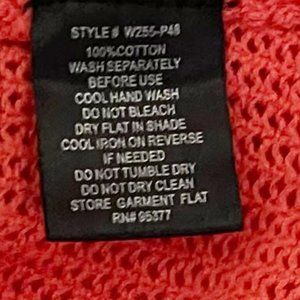 STYLE# W255-P48
100%COTTON
WASH SEPARATELY
BEFORE USE
COOL HAND WASH
DO NOT BLEACH
DRY FLAT IN SHADE
COOL IRON ON REVERSE
IF NEEDED
DO NOT TUMBLE DRY
DO NOT DRY CLEAN
STORE GARMENT FLAT
RN# 95377